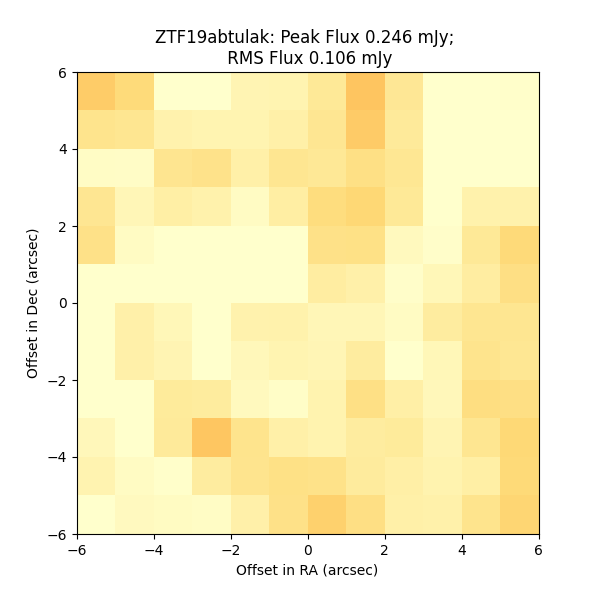 ZTF19abtulak: Peak Flux 0.246 mJy;
RMS Flux 0.106 mJy
6
4
2
0
−2
−4
−6
Offset in Dec (arcsec)
−6 −4 −2 0 2 4 6
Offset in RA (arcsec)